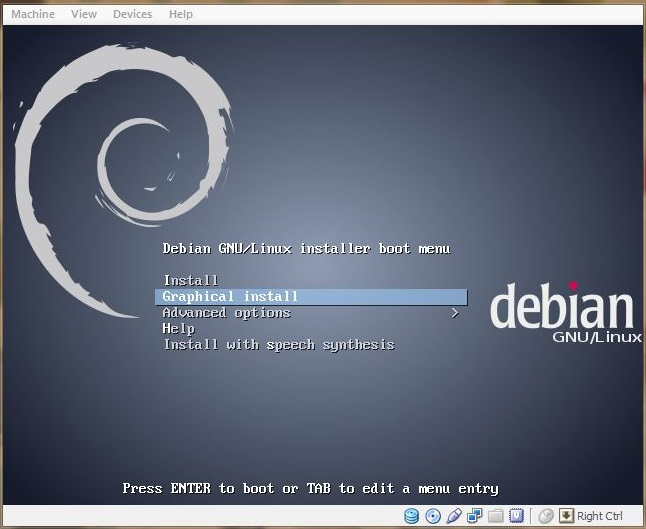 Machine View Devices Help
Debian GNU/Linux installer boot menu
Install
Graphical install
Advanced options >
Help
Install with speech synthesis
debian
GNU/Linux
Press ENTER to boot or TAB to edit a menu entry
Right Ctrl